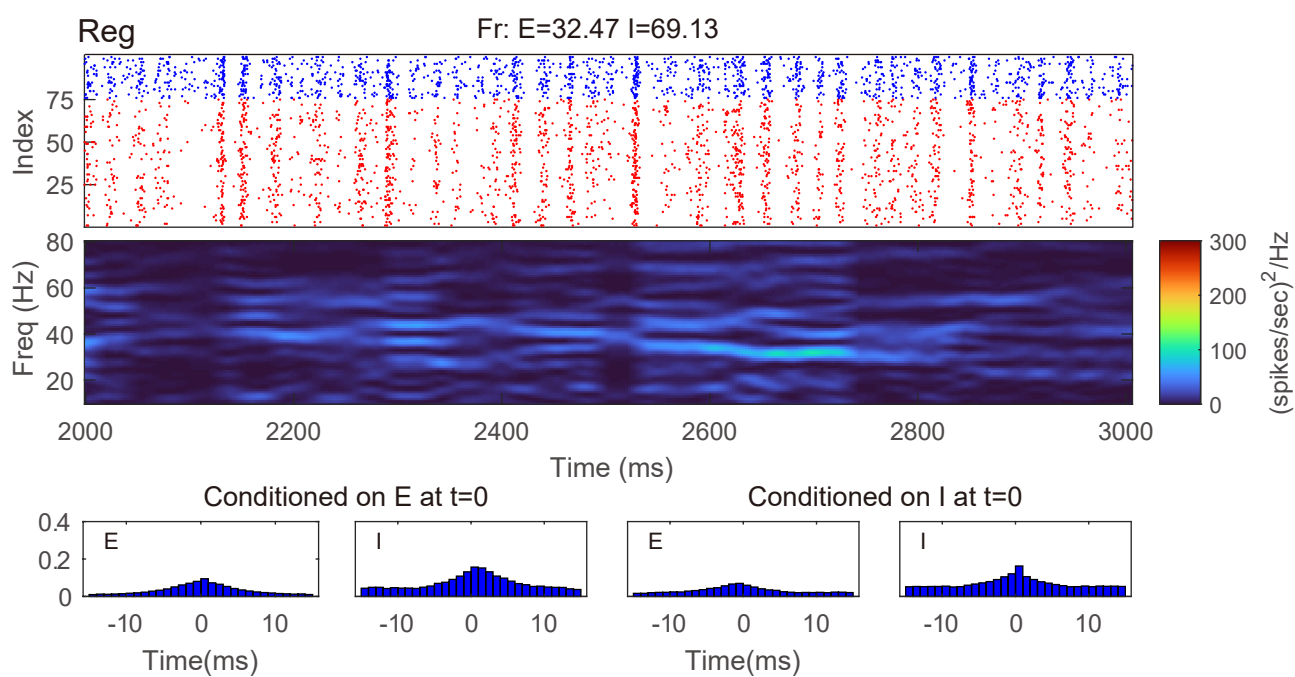 Reg
Fr: E=32.47 I=69.13
Index
75
50
25
Freq (Hz)
80
60
40
20
2000 2200 2400 2600 2800 3000
Time (ms)
300
200
100
0
(spikes/sec)²/Hz
Conditioned on E at t=0
Conditioned on I at t=0
0.4
0.2
0
E
I
E
I
-10 0 10
-10 0 10
-10 0 10
-10 0 10
Time(ms)
Time(ms)